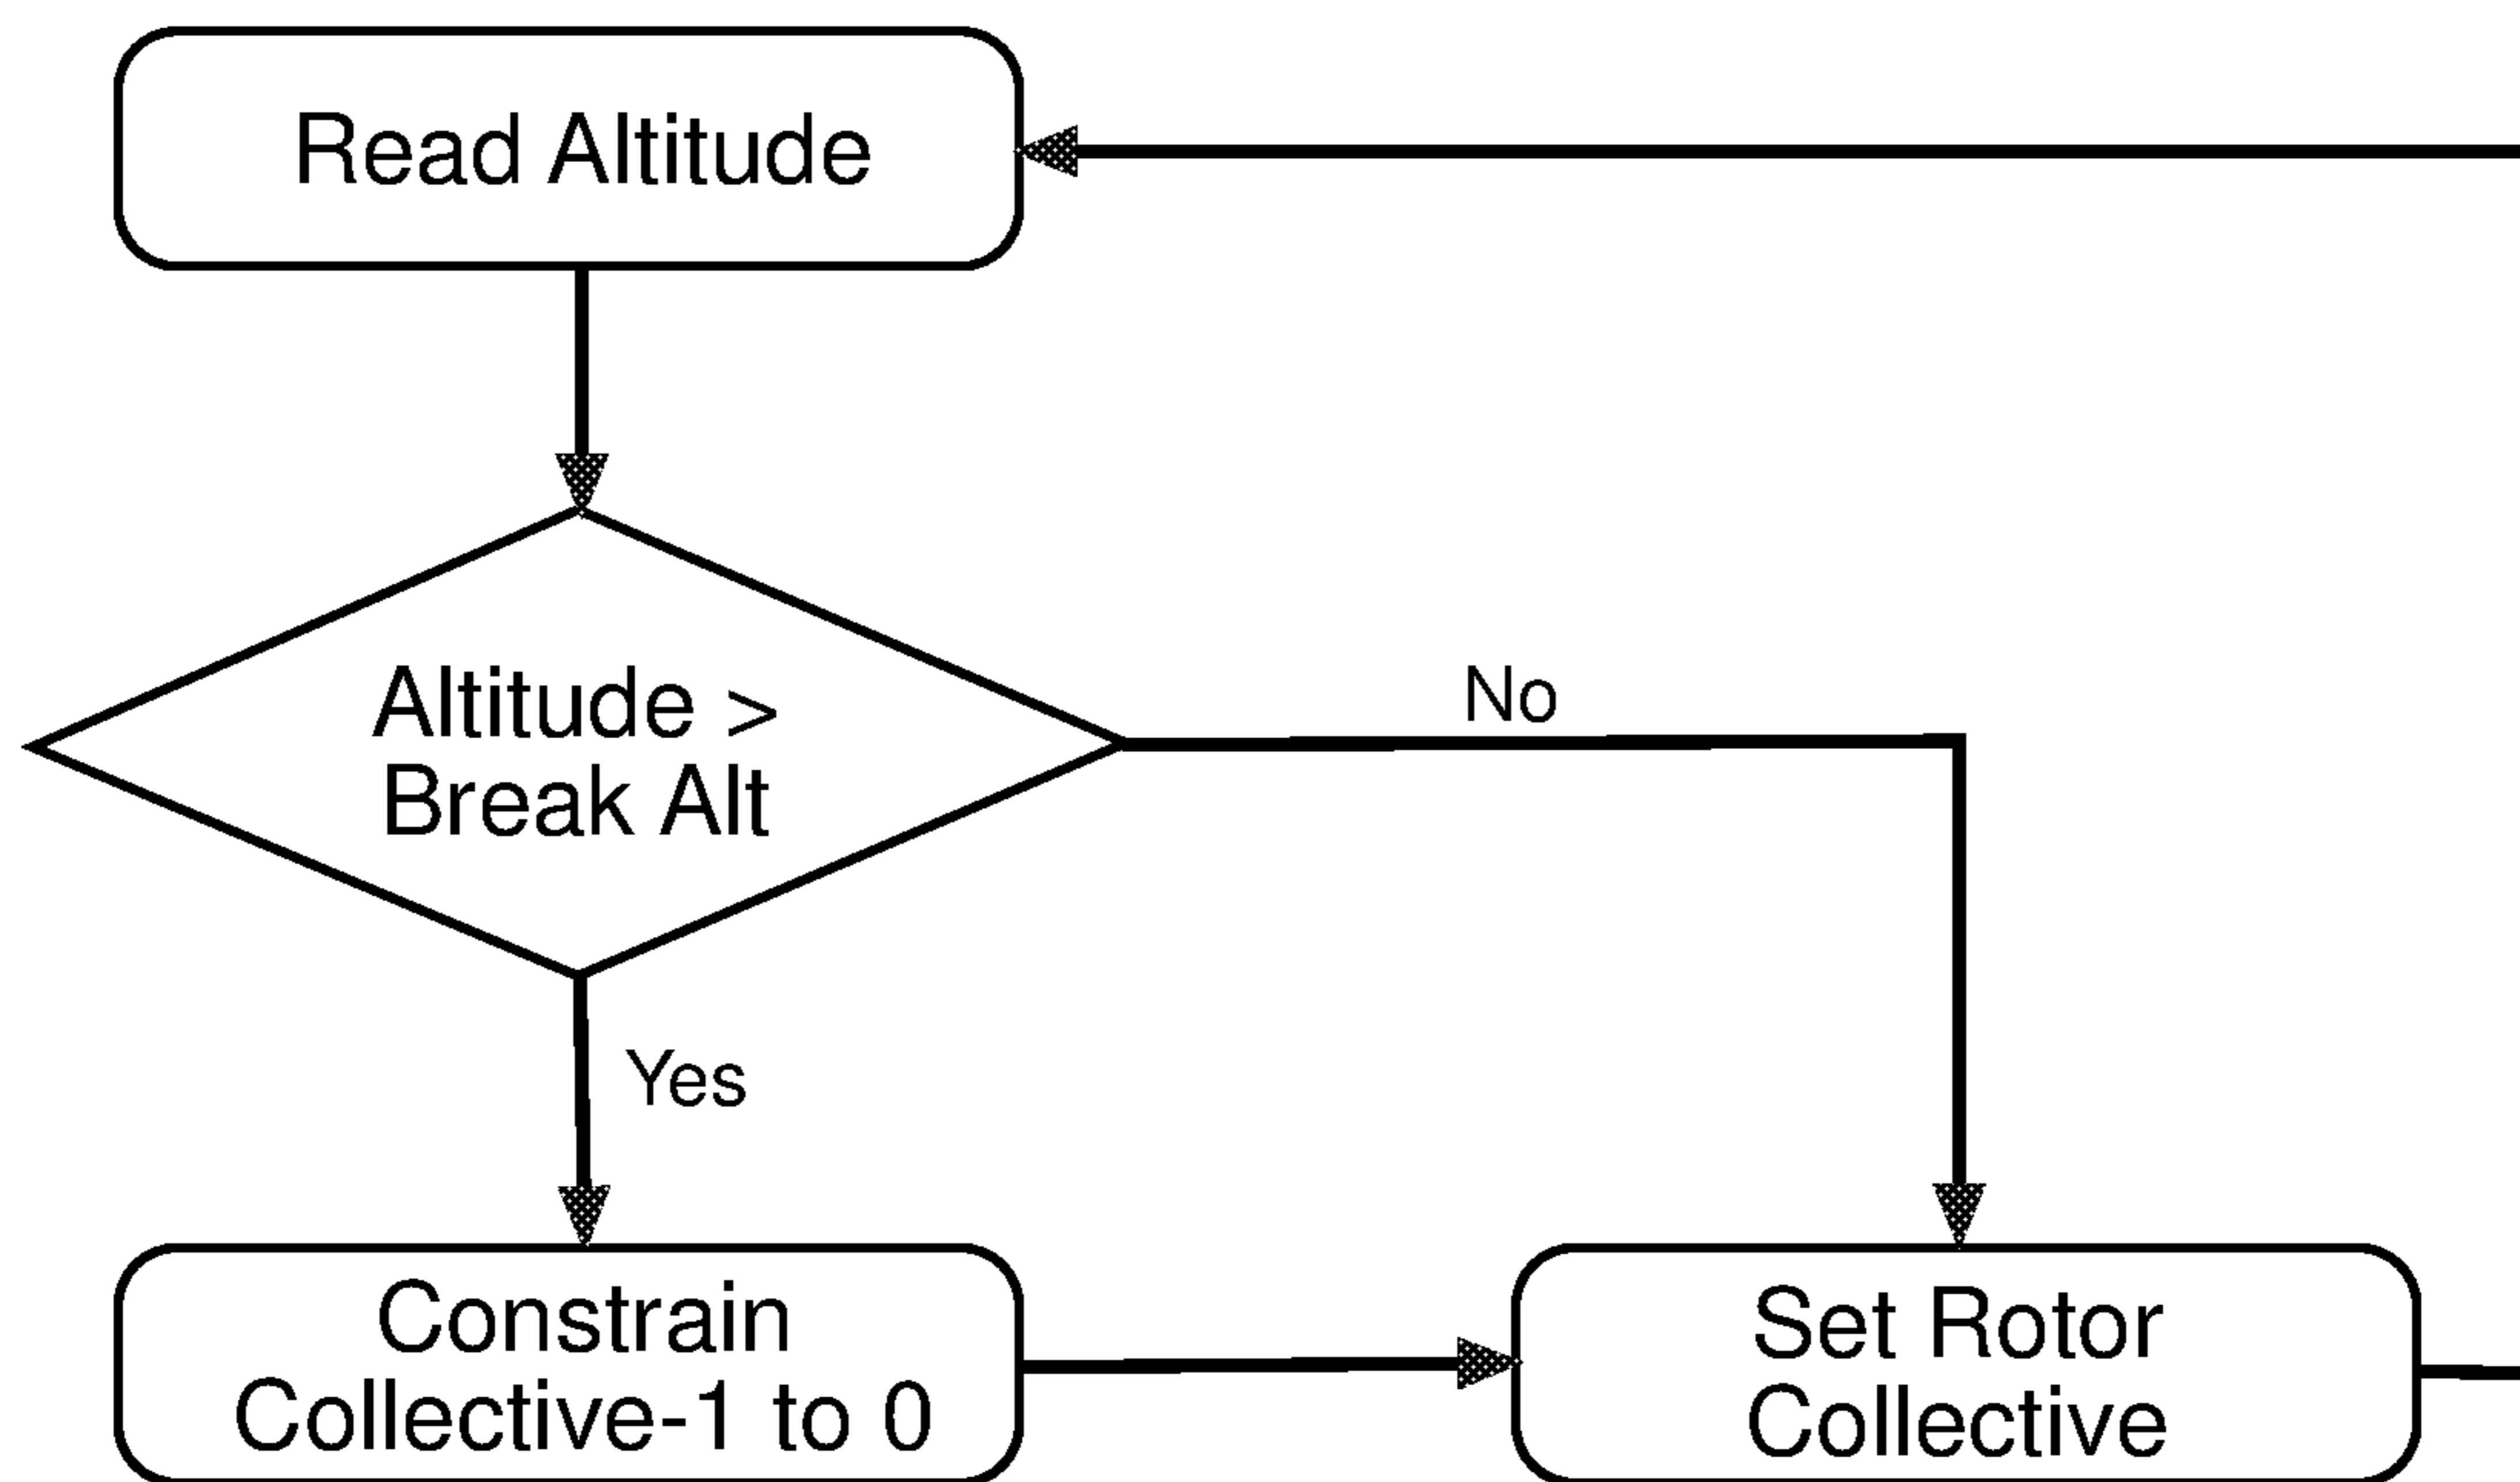 Read Altitude
Altitude >
Break Alt
No
Yes
Constrain
Collective-1 to 0
Set Rotor
Collective